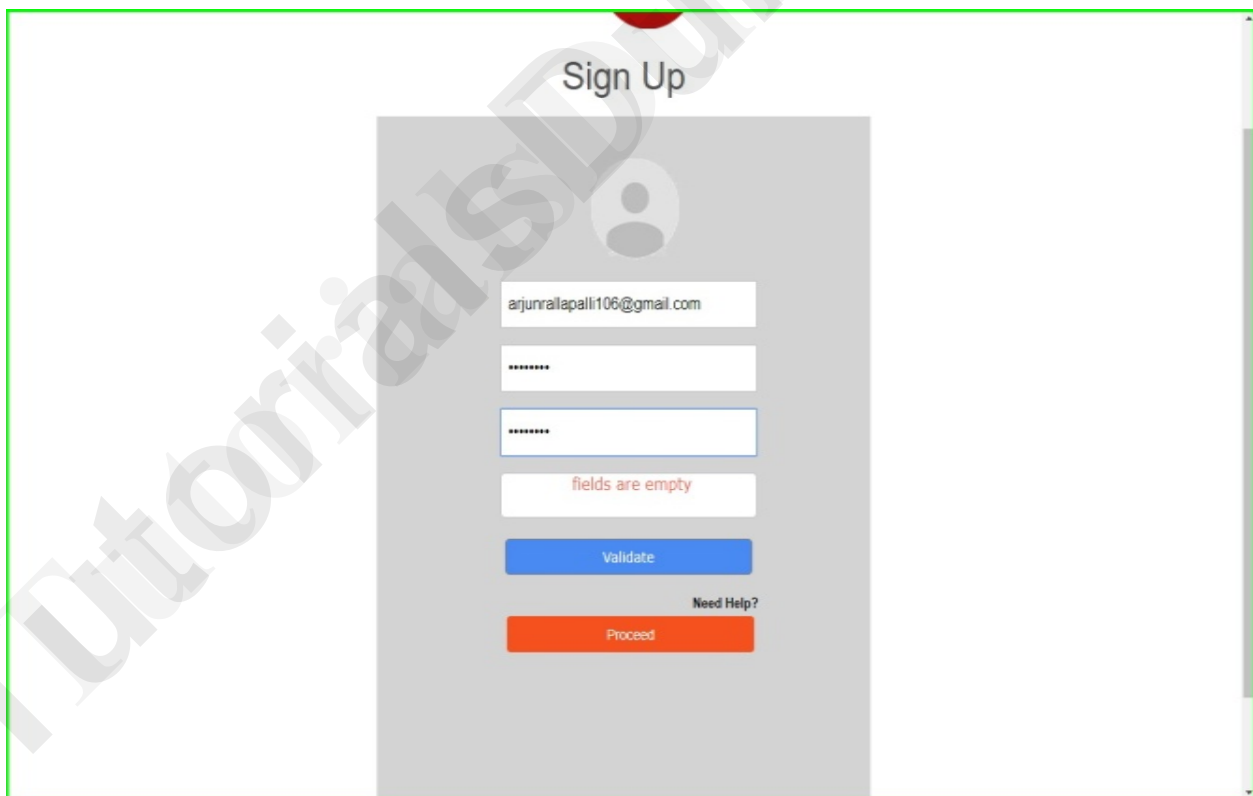 Sign Up
arjunrallapalli106@gmail.com
••••••••
••••••••
fields are empty
Validate
Need Help?
Proceed